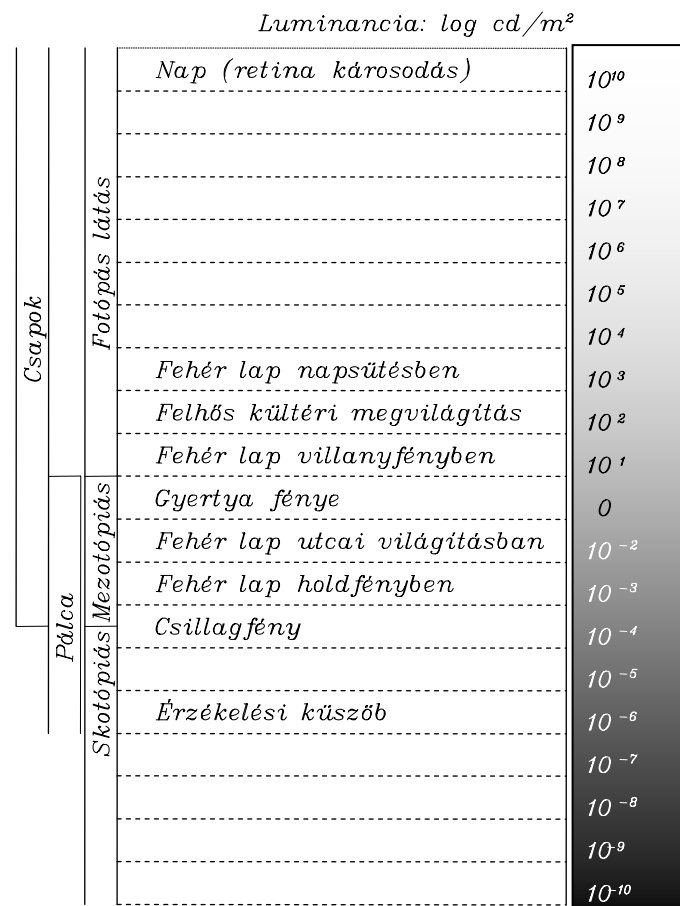 Luminancia: log cd/m²
Nap (retina károsodás)
10¹⁰
10⁹
10⁸
10⁷
10⁶
10⁵
10⁴
Fehér lap napsütésben
10³
Felhős kültéri megvilágítás
10²
Fehér lap villanyfényben
10¹
Gyertya fénye
0
Fehér lap utcai világításban
10⁻²
Fehér lap holdfényben
10⁻³
Csillagfény
10⁻⁴
10⁻⁵
Érzékelési küszöb
10⁻⁶
10⁻⁷
10⁻⁸
10⁻⁹
10⁻¹⁰
Csapok
Pálca
Fotópás látás
Mezotópiás
Skotópiás